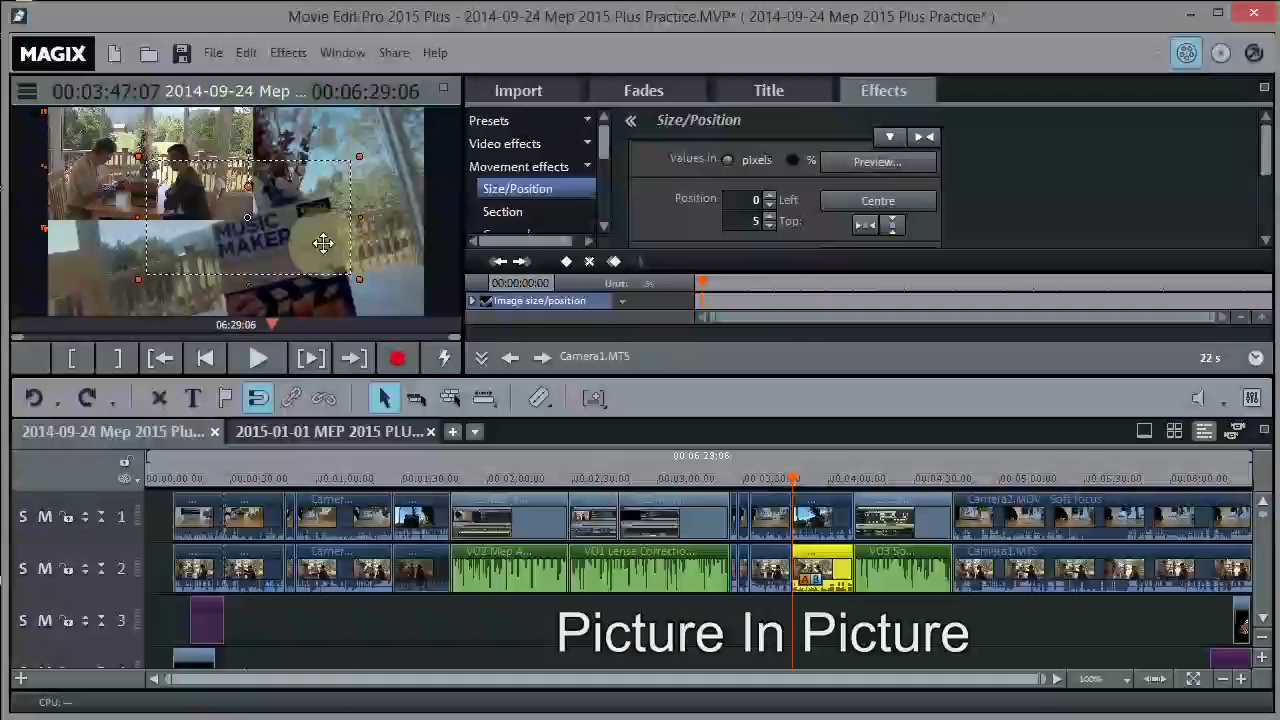 Movie Edit Pro 2015 Plus - 2014-09-24 Mep 2015 Plus Practice.MVP* ( 2014-09-24 Mep 2015 Plus Practice* )
MAGIX File Edit Effects Window Share Help
00:03:47:07 2014-09-24 Mep ... 00:06:29:06
Import Fades Title Effects
Presets
Video effects
Movement effects
Size/Position
Section
Size/Position
Values in pixels % Preview...
Position 0 Left Centre
5 Top:
MUSIC
MAKER
00:00:00:00 Unit: 5s
Image size/position
06:29:06
Camera1.MTS 22 s
2014-09-24 Mep 2015 Plu... 2015-01-01 MEP 2015 PLU...
00:06:29:06
00:00:00:00 00:00:30:00 00:01:00:00 00:01:30:00 00:02:00:00 00:02:30:00 00:03:00:00 00:03:30:00 00:04:00:00 00:04:30:00 00:05:00:00 00:05:30:00 00:06:00:00
S M 1 ... ... Camer... ... ... Camera2.MOV Soft focus
S M 2 ... ... Camer... ... VO2 Mep A... VO1 Lense Correctio... ... ... VO3 So... Camera1.MTS
A B
S M 3
Picture In Picture
100%
CPU: —